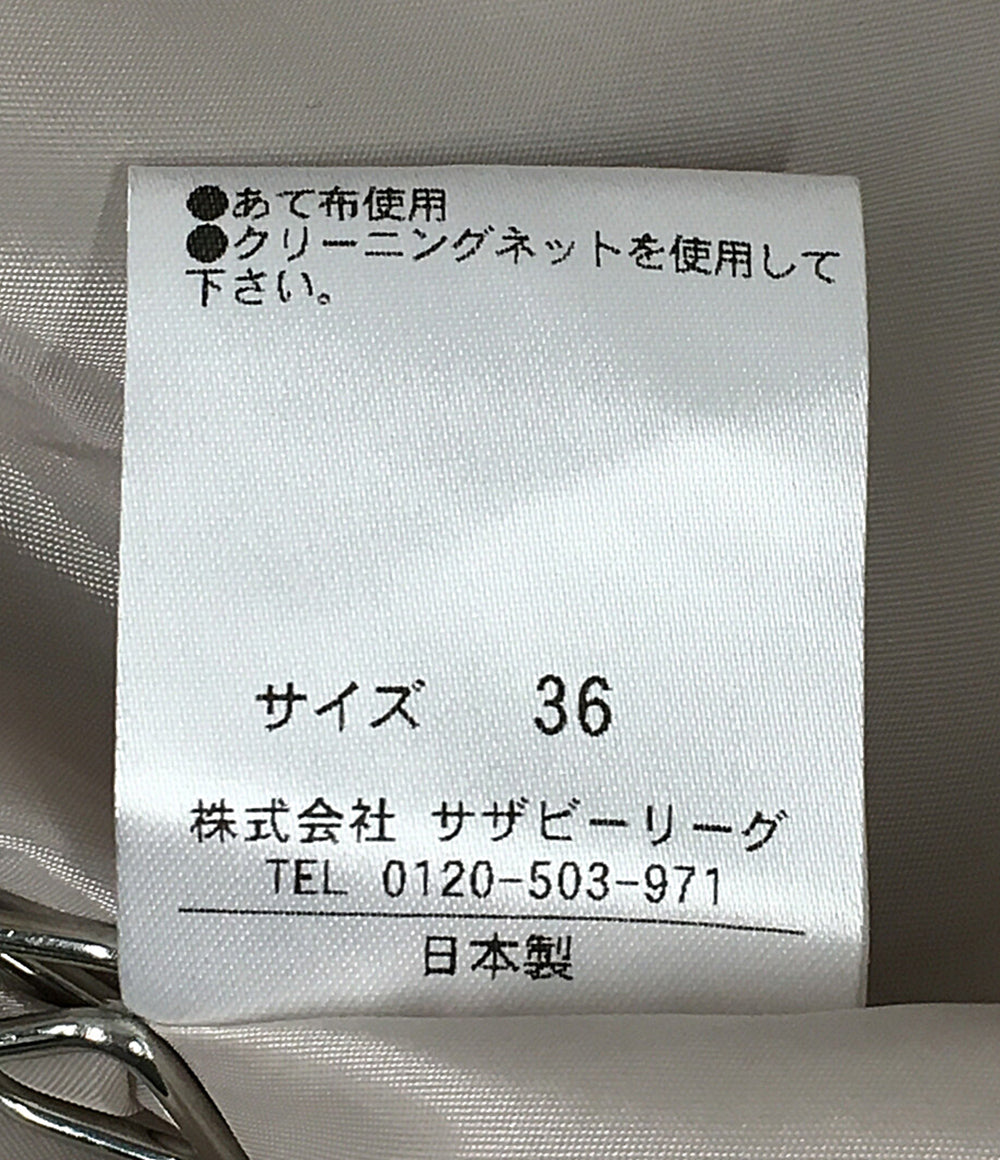 ●あて布使用
●クリーニングネットを使用して
下さい。
サイズ 36
株式会社 サザビーリーグ
TEL 0120-503-971
日本製